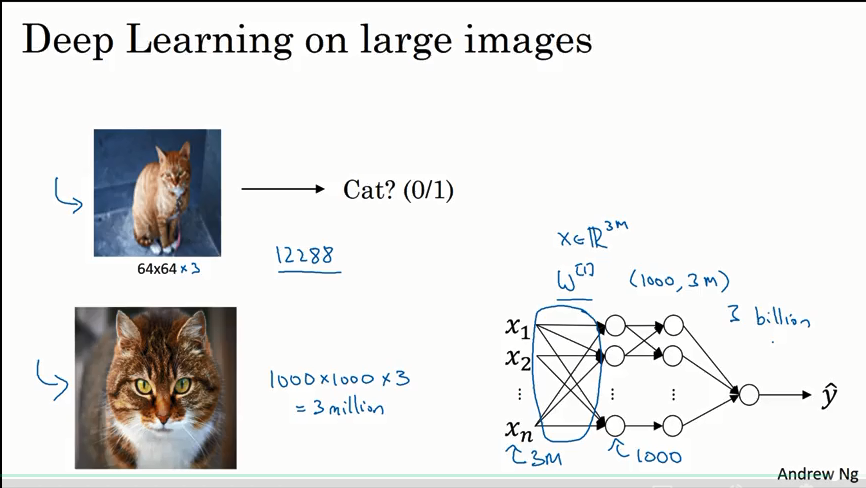 Deep Learning on large images
Cat? (0/1)
64x64 × 3
12288
1000×1000 × 3
= 3 million
x ∈ ℝ³ᴹ
W[1] (1000, 3M)
3 billion
x₁
x₂
⋮ ⋮ ⋮
xₙ
ŷ
3M
1000
Andrew Ng